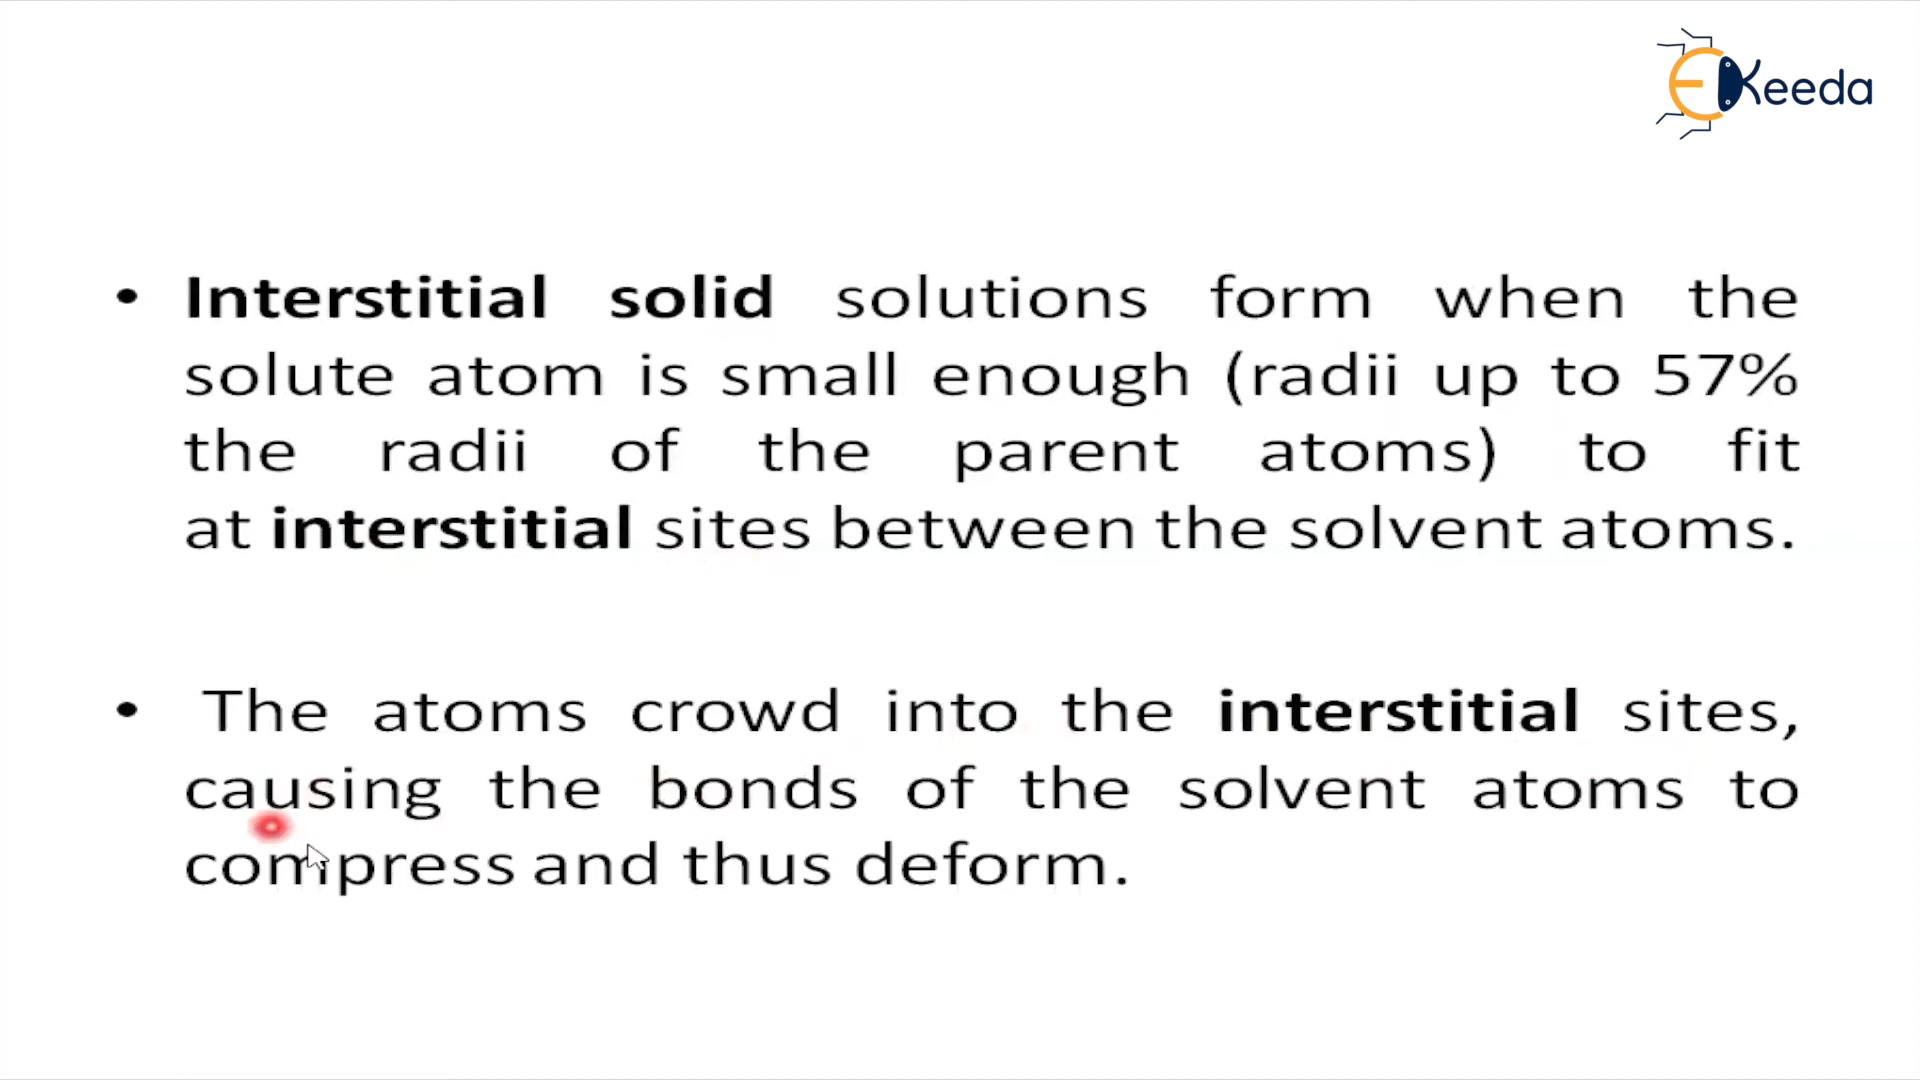 EKeeda
• Interstitial solid solutions form when the
solute atom is small enough (radii up to 57%
the radii of the parent atoms) to fit
at interstitial sites between the solvent atoms.
• The atoms crowd into the interstitial sites,
causing the bonds of the solvent atoms to
compress and thus deform.